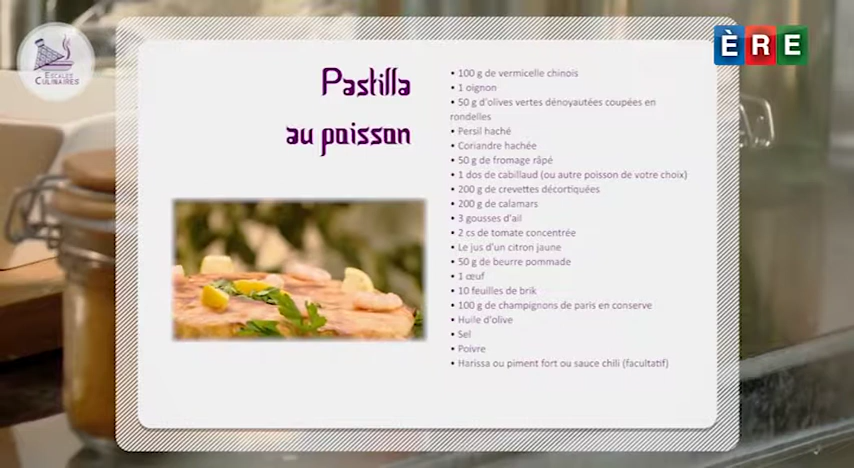 ESCALES
CULINAIRES
ÈRE
Pastilla
au poisson
• 100 g de vermicelle chinois
• 1 oignon
• 50 g d'olives vertes dénoyautées coupées en
rondelles
• Persil haché
• Coriandre hachée
• 50 g de fromage râpé
• 1 dos de cabillaud (ou autre poisson de votre choix)
• 200 g de crevettes décortiquées
• 200 g de calamars
• 3 gousses d'ail
• 2 cs de tomate concentrée
• Le jus d'un citron jaune
• 50 g de beurre pommade
• 1 œuf
• 10 feuilles de brik
• 100 g de champignons de paris en conserve
• Huile d'olive
• Sel
• Poivre
• Harissa ou piment fort ou sauce chili (facultatif)